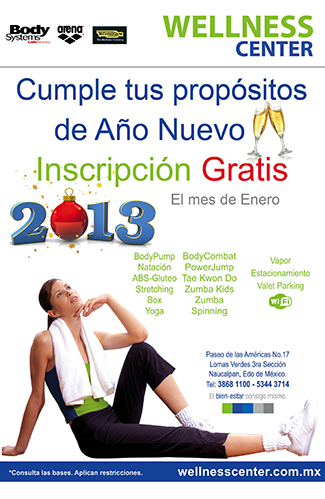 Body Systems arena
WELLNESS
CENTER
Cumple tus propósitos
de Año Nuevo
Inscripción Gratis
El mes de Enero
2013
BodyPump
Natación
ABS-Gluteo
Stretching
Box
Yoga
BodyCombat
PowerJump
Tae Kwon Do
Zumba Kids
Zumba
Spinning
Vapor
Estacionamiento
Valet Parking
WiFi
Paseo de las Américas No.17
Lomas Verdes 3ra Sección
Naucalpan, Edo de México.
Tel: 3868 1100 - 5344 3714
El bien-estar consigo mismo.
*Consulta las bases. Aplican restricciones.
wellnesscenter.com.mx